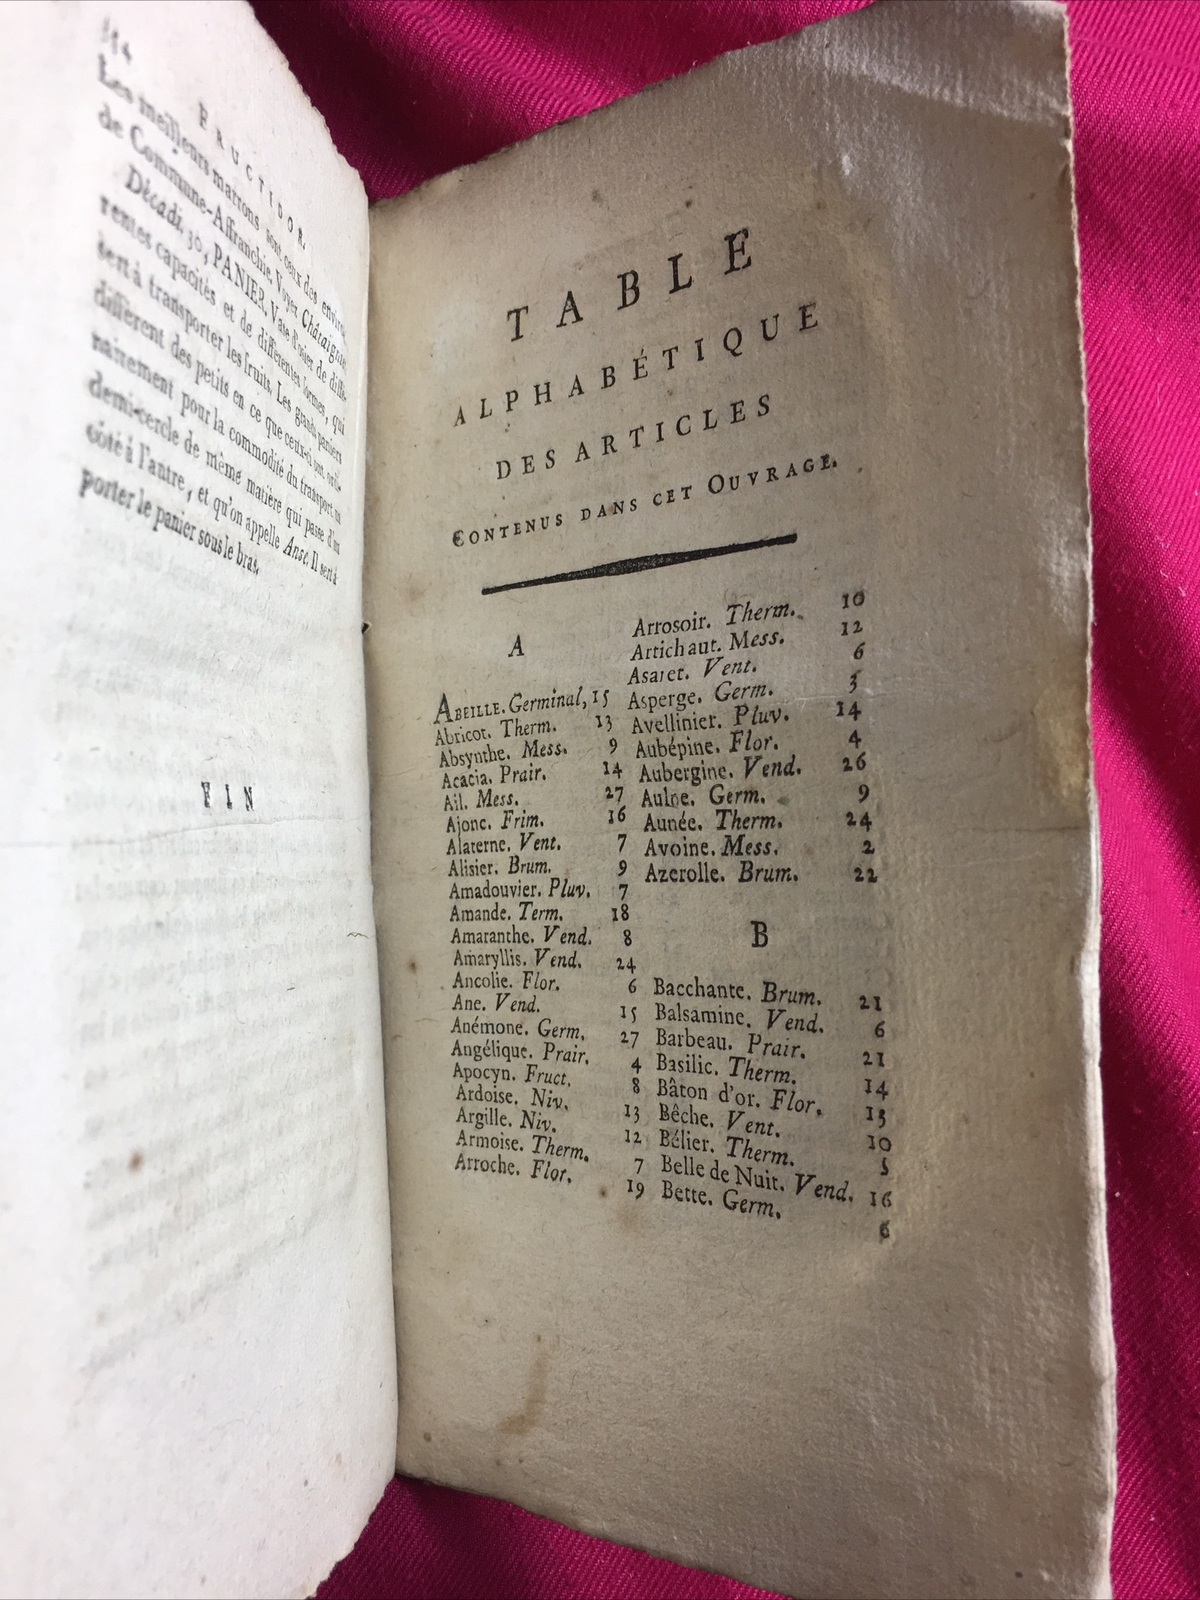 FRUCTIDOR.
Les meilleurs marrons sont ceux des environs
de Commune-Affranchie. Voyez Châtaigne.
Décadi, 30, PANIER. Vase d'osier de diffé-
rentes capacités et de différentes formes, qui
sert à transporter les fruits. Les grands paniers
diffèrent des petits en ce que ceux-ci ont ordi-
nairement pour la commodité du transport un
demi-cercle de même matière qui passe d'un
côté à l'antre, et qu'on appelle Anse. Il sert à
porter le panier sous le bras.
FIN
TABLE
ALPHABÉTIQUE
DES ARTICLES
CONTENUS DANS CET OUVRAGE.
A
ABEILLE. Germinal, 15
Abricot. Therm. 13
Absynthe. Mess. 9
Acacia. Prair. 14
Ail. Mess. 27
Ajonc. Frim. 16
Alaterne. Vent. 7
Alisier. Brum. 9
Amadouvier. Pluv. 7
Amande. Term. 18
Amaranthe. Vend. 8
Amaryllis. Vend. 24
Ancolie. Flor. 6
Ane. Vend. 15
Anémone. Germ. 27
Angélique. Prair. 4
Apocyn. Fruct. 8
Ardoise. Niv. 13
Argille. Niv. 12
Armoise. Therm. 7
Arroche. Flor. 19
Arrosoir. Therm. 10
Artichaut. Mess. 12
Asaret. Vent. 6
Asperge. Germ. 3
Avellinier. Pluv. 14
Aubépine. Flor. 4
Aubergine. Vend. 26
Aulne. Germ. 9
Aunée. Therm. 24
Avoine. Mess. 2
Azerolle. Brum. 22
B
Bacchante. Brum. 21
Balsamine. Vend. 6
Barbeau. Prair. 21
Basilic. Therm. 14
Bâton d'or. Flor. 15
Bêche. Vent. 10
Bélier. Therm. 5
Belle de Nuit. Vend. 16
Bette. Germ. 6